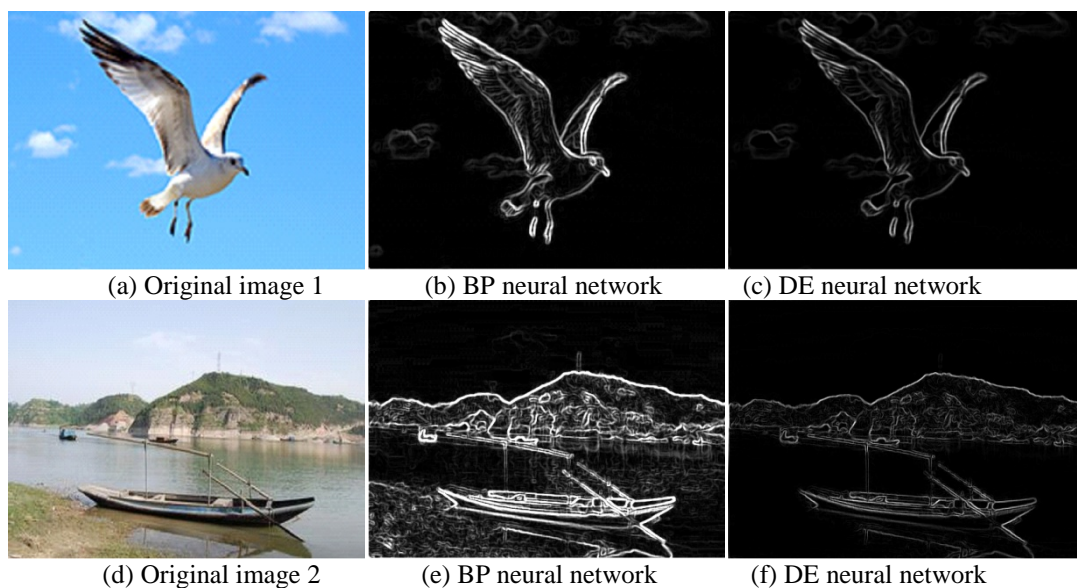 (a) Original image 1 (b) BP neural network (c) DE neural network
(d) Original image 2 (e) BP neural network (f) DE neural network